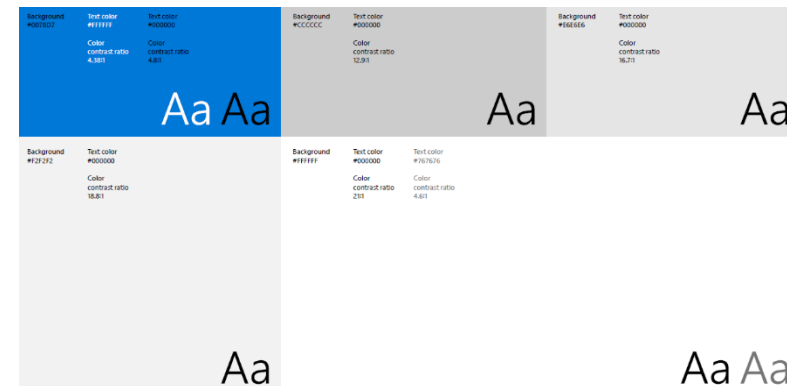 Background
#0078D7
Text color
#FFFFFF
Color
contrast ratio
4.38:1
Text color
#000000
Color
contrast ratio
4.8:1
Aa Aa
Background
#CCCCCC
Text color
#000000
Color
contrast ratio
12.9:1
Aa
Background
#E6E6E6
Text color
#000000
Color
contrast ratio
16.7:1
Aa
Background
#F2F2F2
Text color
#000000
Color
contrast ratio
18.8:1
Aa
Background
#FFFFFF
Text color
#000000
Color
contrast ratio
21:1
Text color
#767676
Color
contrast ratio
4.6:1
Aa Aa